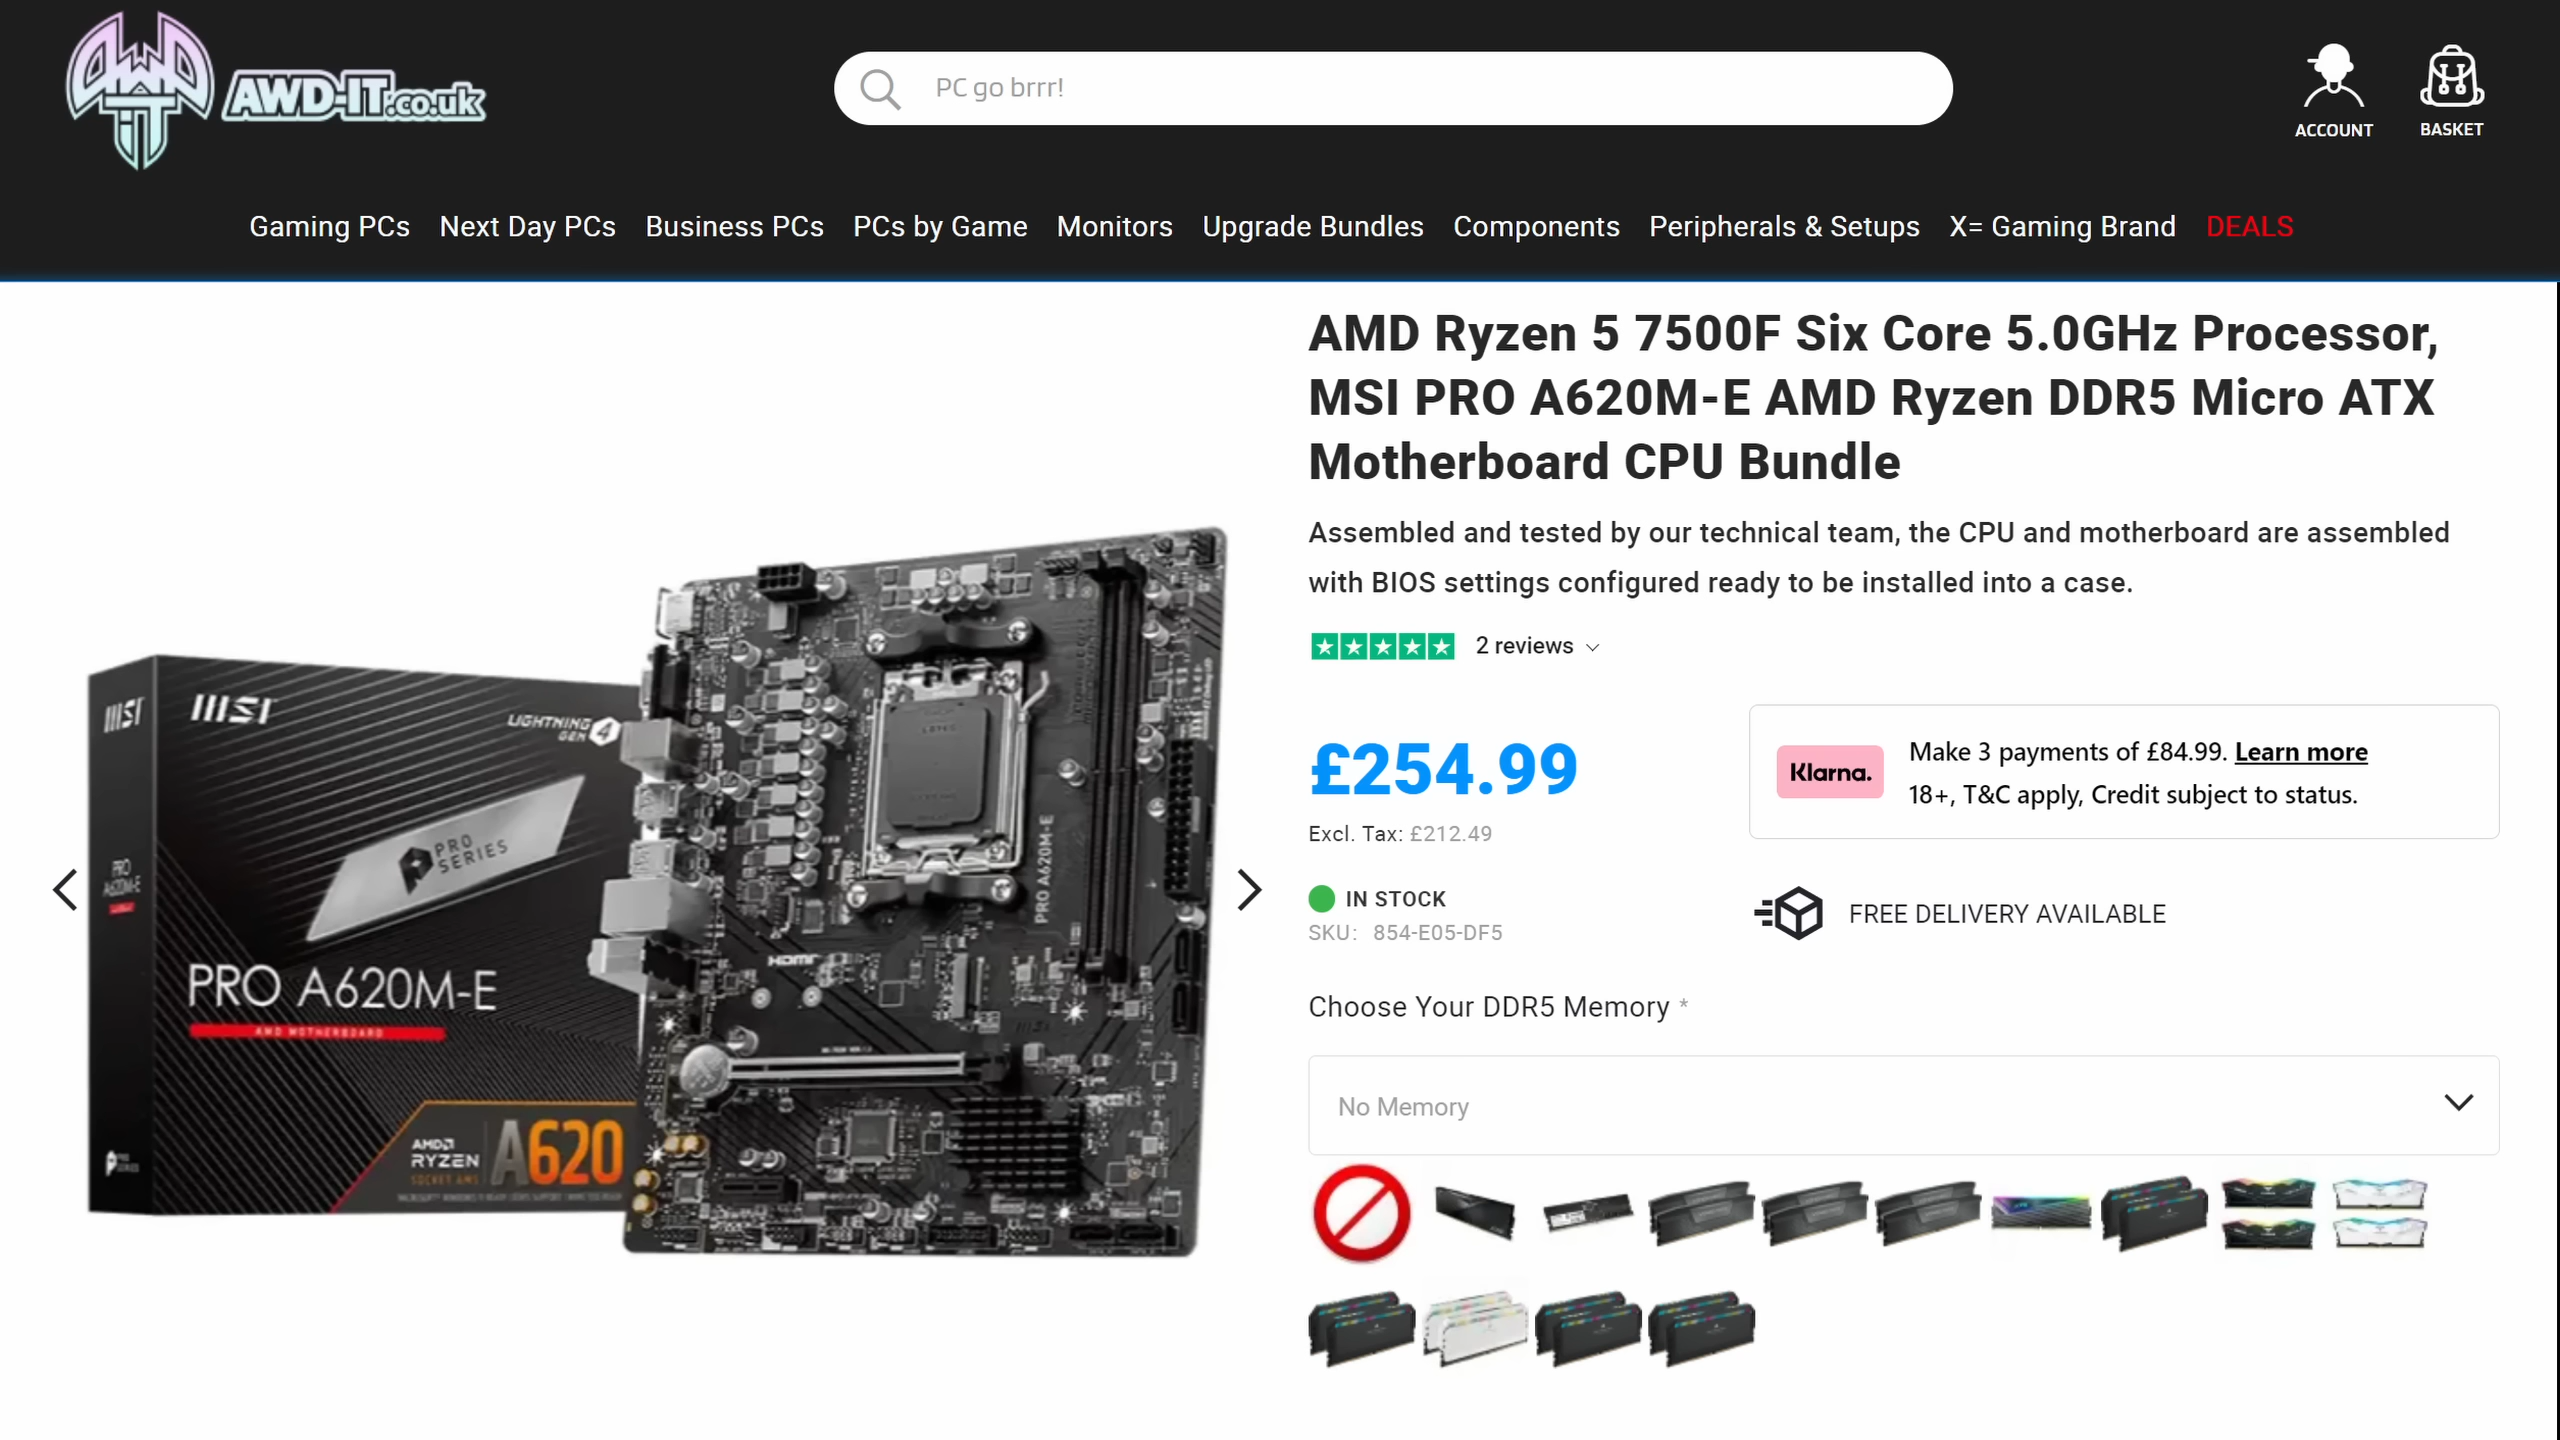 AWD-IT.co.uk
PC go brrr!
ACCOUNT
BASKET
Gaming PCs Next Day PCs Business PCs PCs by Game Monitors Upgrade Bundles Components Peripherals & Setups X= Gaming Brand DEALS
AMD Ryzen 5 7500F Six Core 5.0GHz Processor,
MSI PRO A620M-E AMD Ryzen DDR5 Micro ATX
Motherboard CPU Bundle
Assembled and tested by our technical team, the CPU and motherboard are assembled
with BIOS settings configured ready to be installed into a case.
2 reviews
£254.99
Excl. Tax: £212.49
Klarna.
Make 3 payments of £84.99. Learn more
18+, T&C apply, Credit subject to status.
IN STOCK
SKU: 854-E05-DF5
FREE DELIVERY AVAILABLE
Choose Your DDR5 Memory *
No Memory
MSI
MSI
LIGHTNING
GEN 4
PRO
SERIES
PRO
A620M-E
PRO A620M-E
AMD MOTHERBOARD
AMD
RYZEN
SOCKET AM5
A620
PRO A620M-E
HDMI